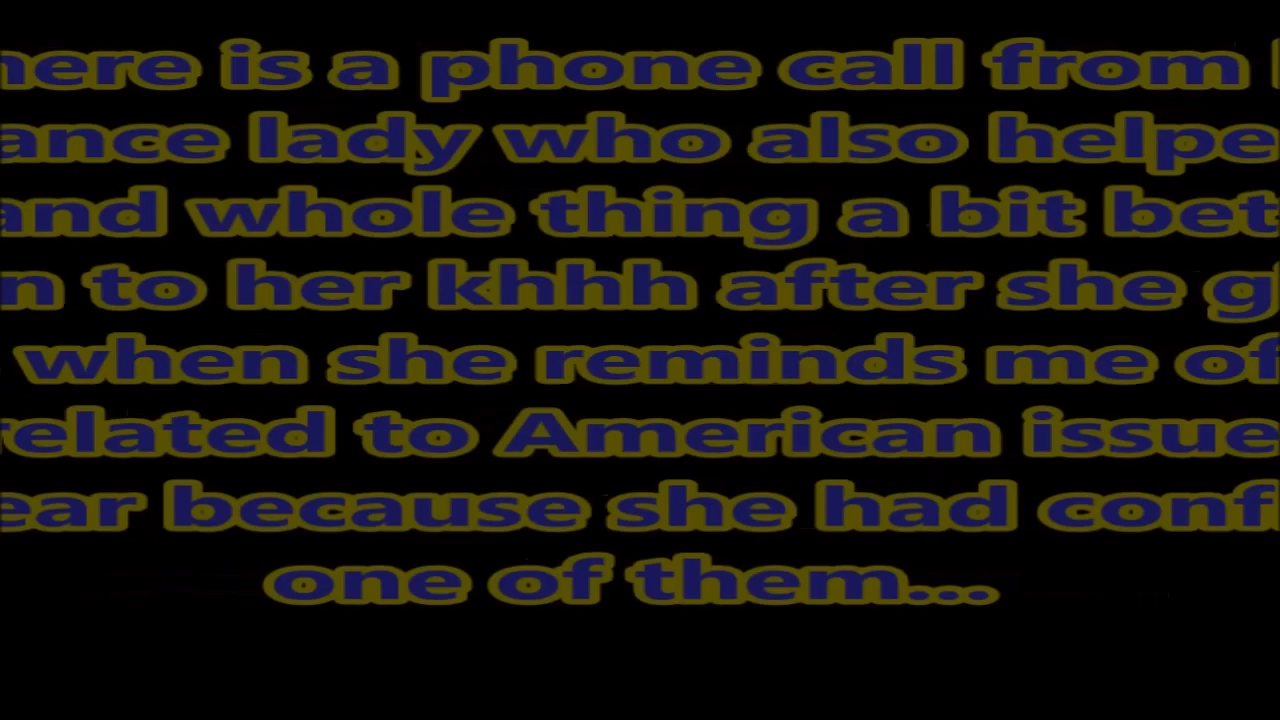 here is a phone call from
ance lady who also helpe
and whole thing a bit bet
n to her khhh after she g
when she reminds me of
related to American issue
ear because she had conf
one of them...